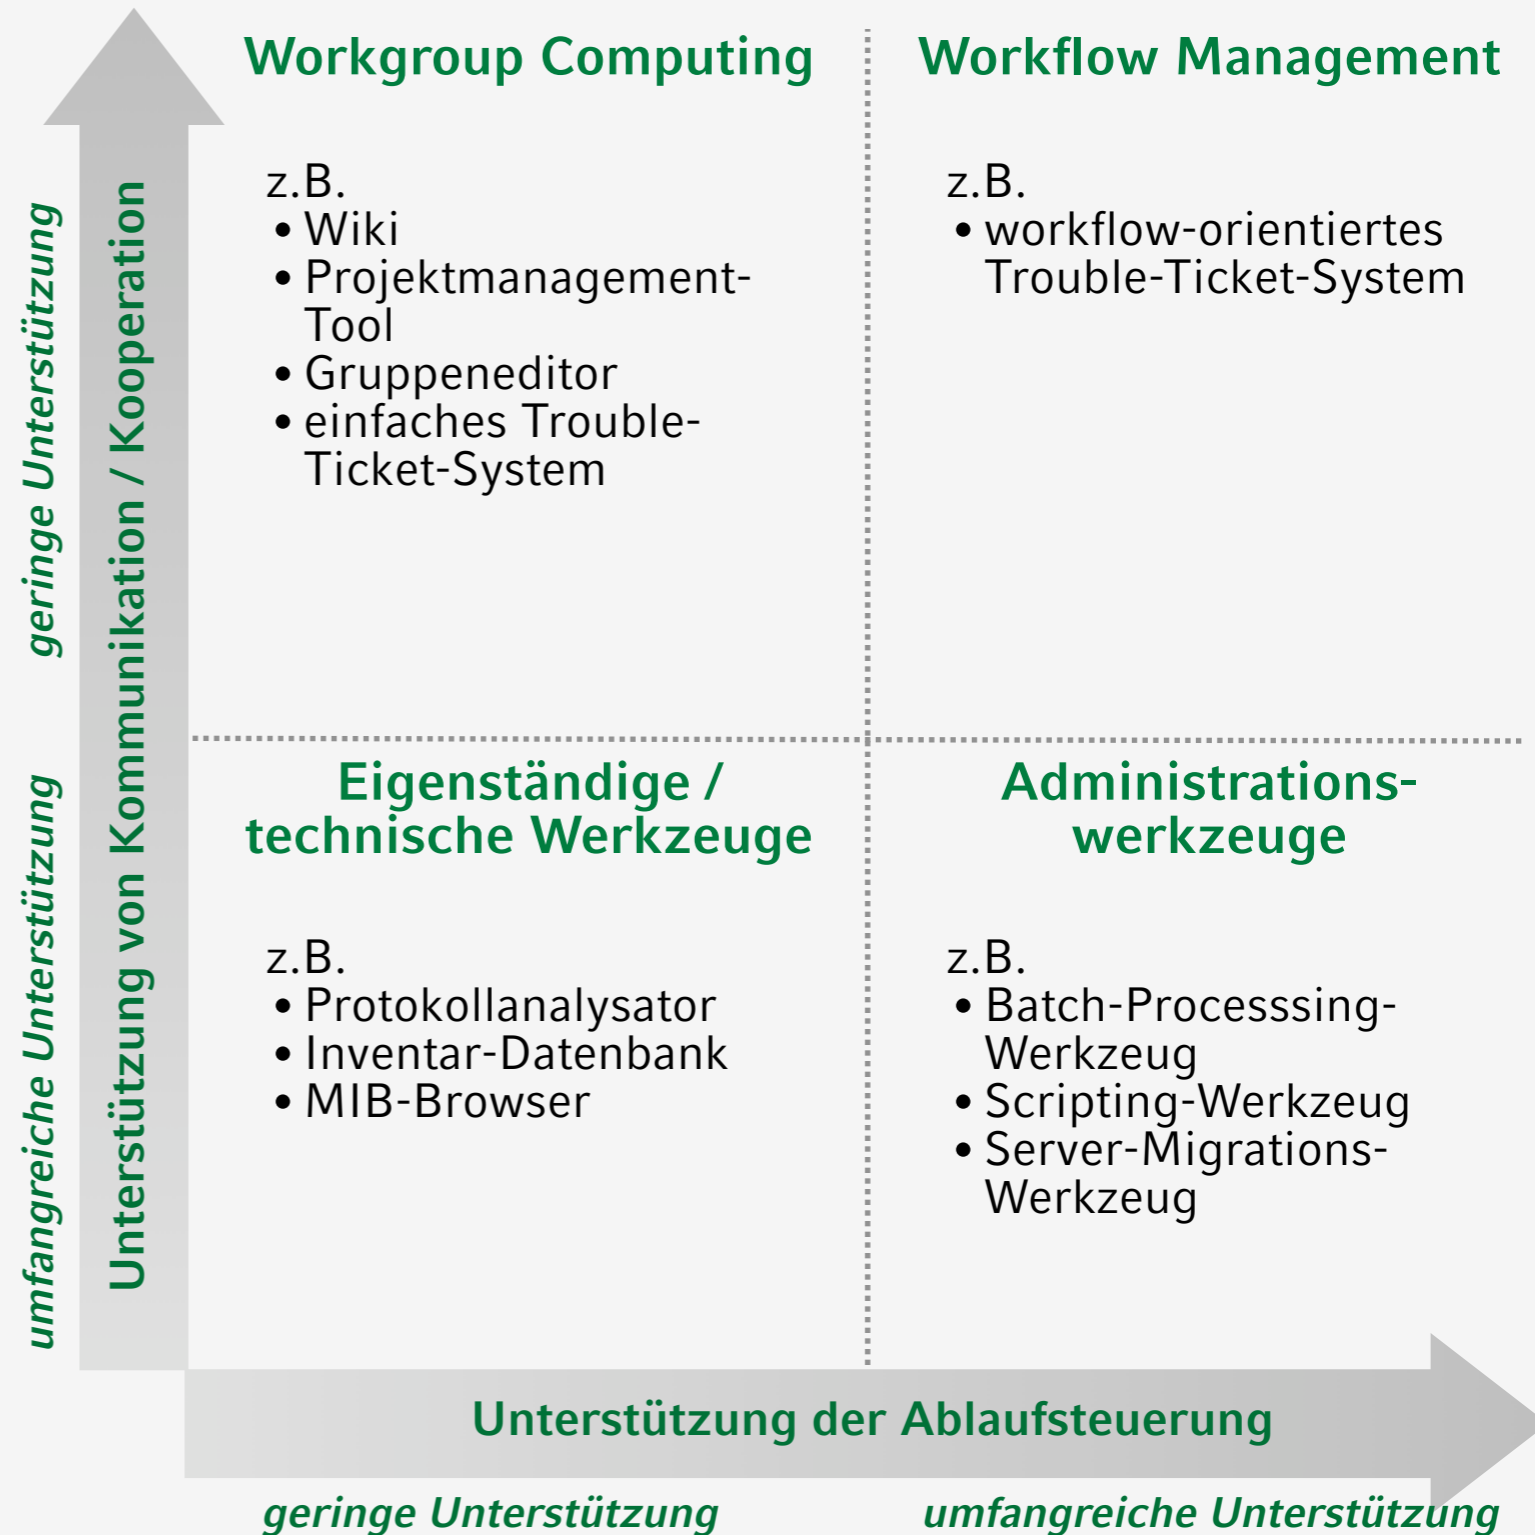 Workgroup Computing
z.B.
• Wiki
• Projektmanagement-
Tool
• Gruppeneditor
• einfaches Trouble-
Ticket-System
Workflow Management
z.B.
• workflow-orientiertes
Trouble-Ticket-System
Eigenständige /
technische Werkzeuge
z.B.
• Protokollanalysator
• Inventar-Datenbank
• MIB-Browser
Administrations-
werkzeuge
z.B.
• Batch-Processsing-
Werkzeug
• Scripting-Werkzeug
• Server-Migrations-
Werkzeug
geringe Unterstützung
umfangreiche Unterstützung
Unterstützung von Kommunikation / Kooperation
Unterstützung der Ablaufsteuerung
geringe Unterstützung
umfangreiche Unterstützung